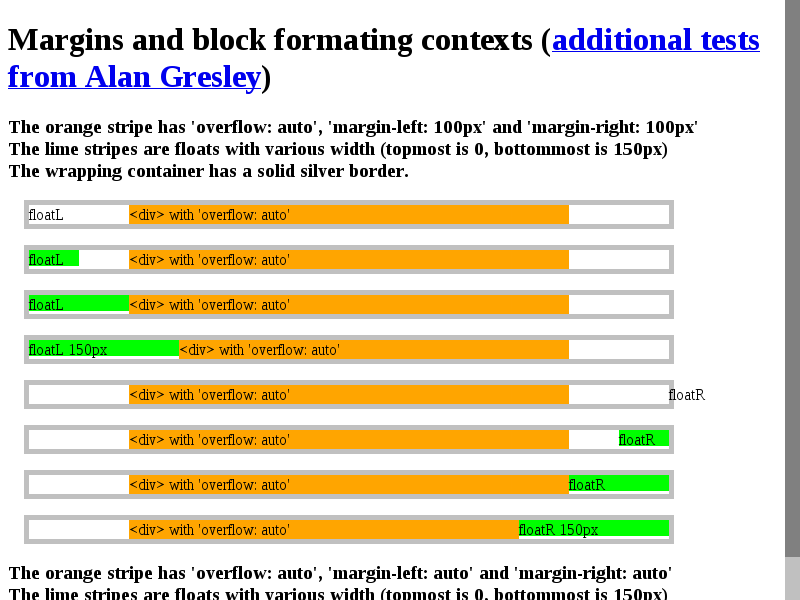 Margins and block formating contexts (additional tests
from Alan Gresley)
The orange stripe has 'overflow: auto', 'margin-left: 100px' and 'margin-right: 100px'
The lime stripes are floats with various width (topmost is 0, bottommost is 150px)
The wrapping container has a solid silver border.
floatL <div> with 'overflow: auto'
floatL <div> with 'overflow: auto'
floatL <div> with 'overflow: auto'
floatL 150px <div> with 'overflow: auto'
<div> with 'overflow: auto' floatR
<div> with 'overflow: auto' floatR
<div> with 'overflow: auto' floatR
<div> with 'overflow: auto' floatR 150px
The orange stripe has 'overflow: auto', 'margin-left: auto' and 'margin-right: auto'
The lime stripes are floats with various width (topmost is 0, bottommost is 150px)